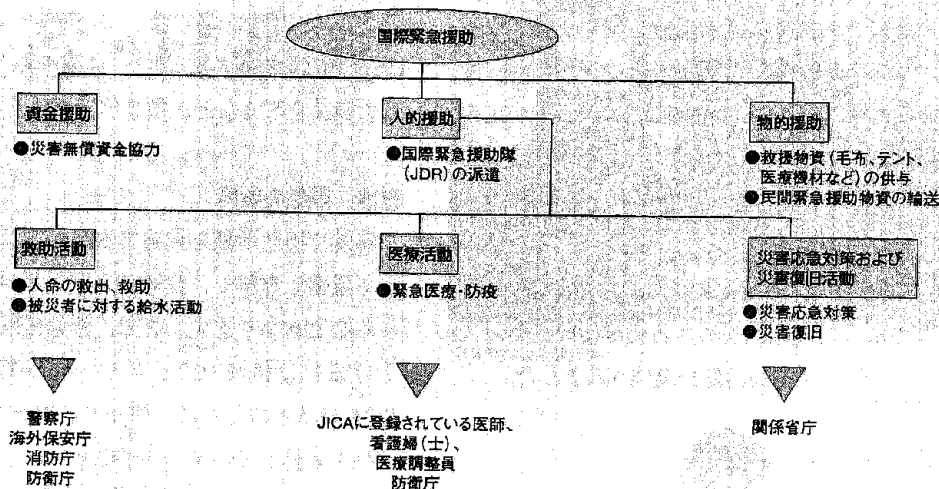 国際緊急援助
資金援助
●災害無償資金協力
人的援助
●国際緊急援助隊
(JDR)の派遣
物的援助
●救援物資(毛布、テント、
医療機材など)の供与
●民間緊急援助物資の輸送
救助活動
●人命の救出、救助
●被災者に対する給水活動
医療活動
●緊急医療・防疫
災害応急対策および
災害復旧活動
●災害応急対策
●災害復旧
警察庁
海外保安庁
消防庁
防衛庁
JICAに登録されている医師、
看護婦(士)、
医療調整員
防衛庁
関係省庁